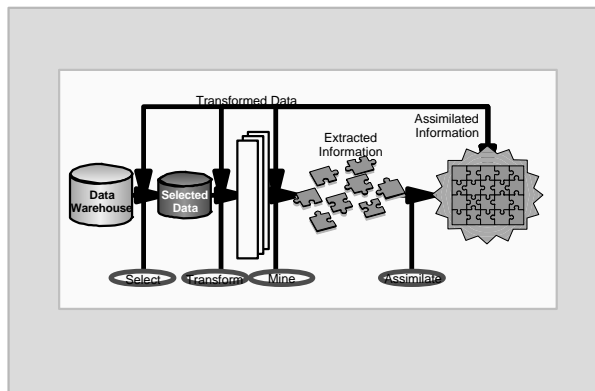 Transformed Data
Extracted
Information
Assimilated
Information
Data
Warehouse
Selected
Data
Select
Transform
Mine
Assimilate